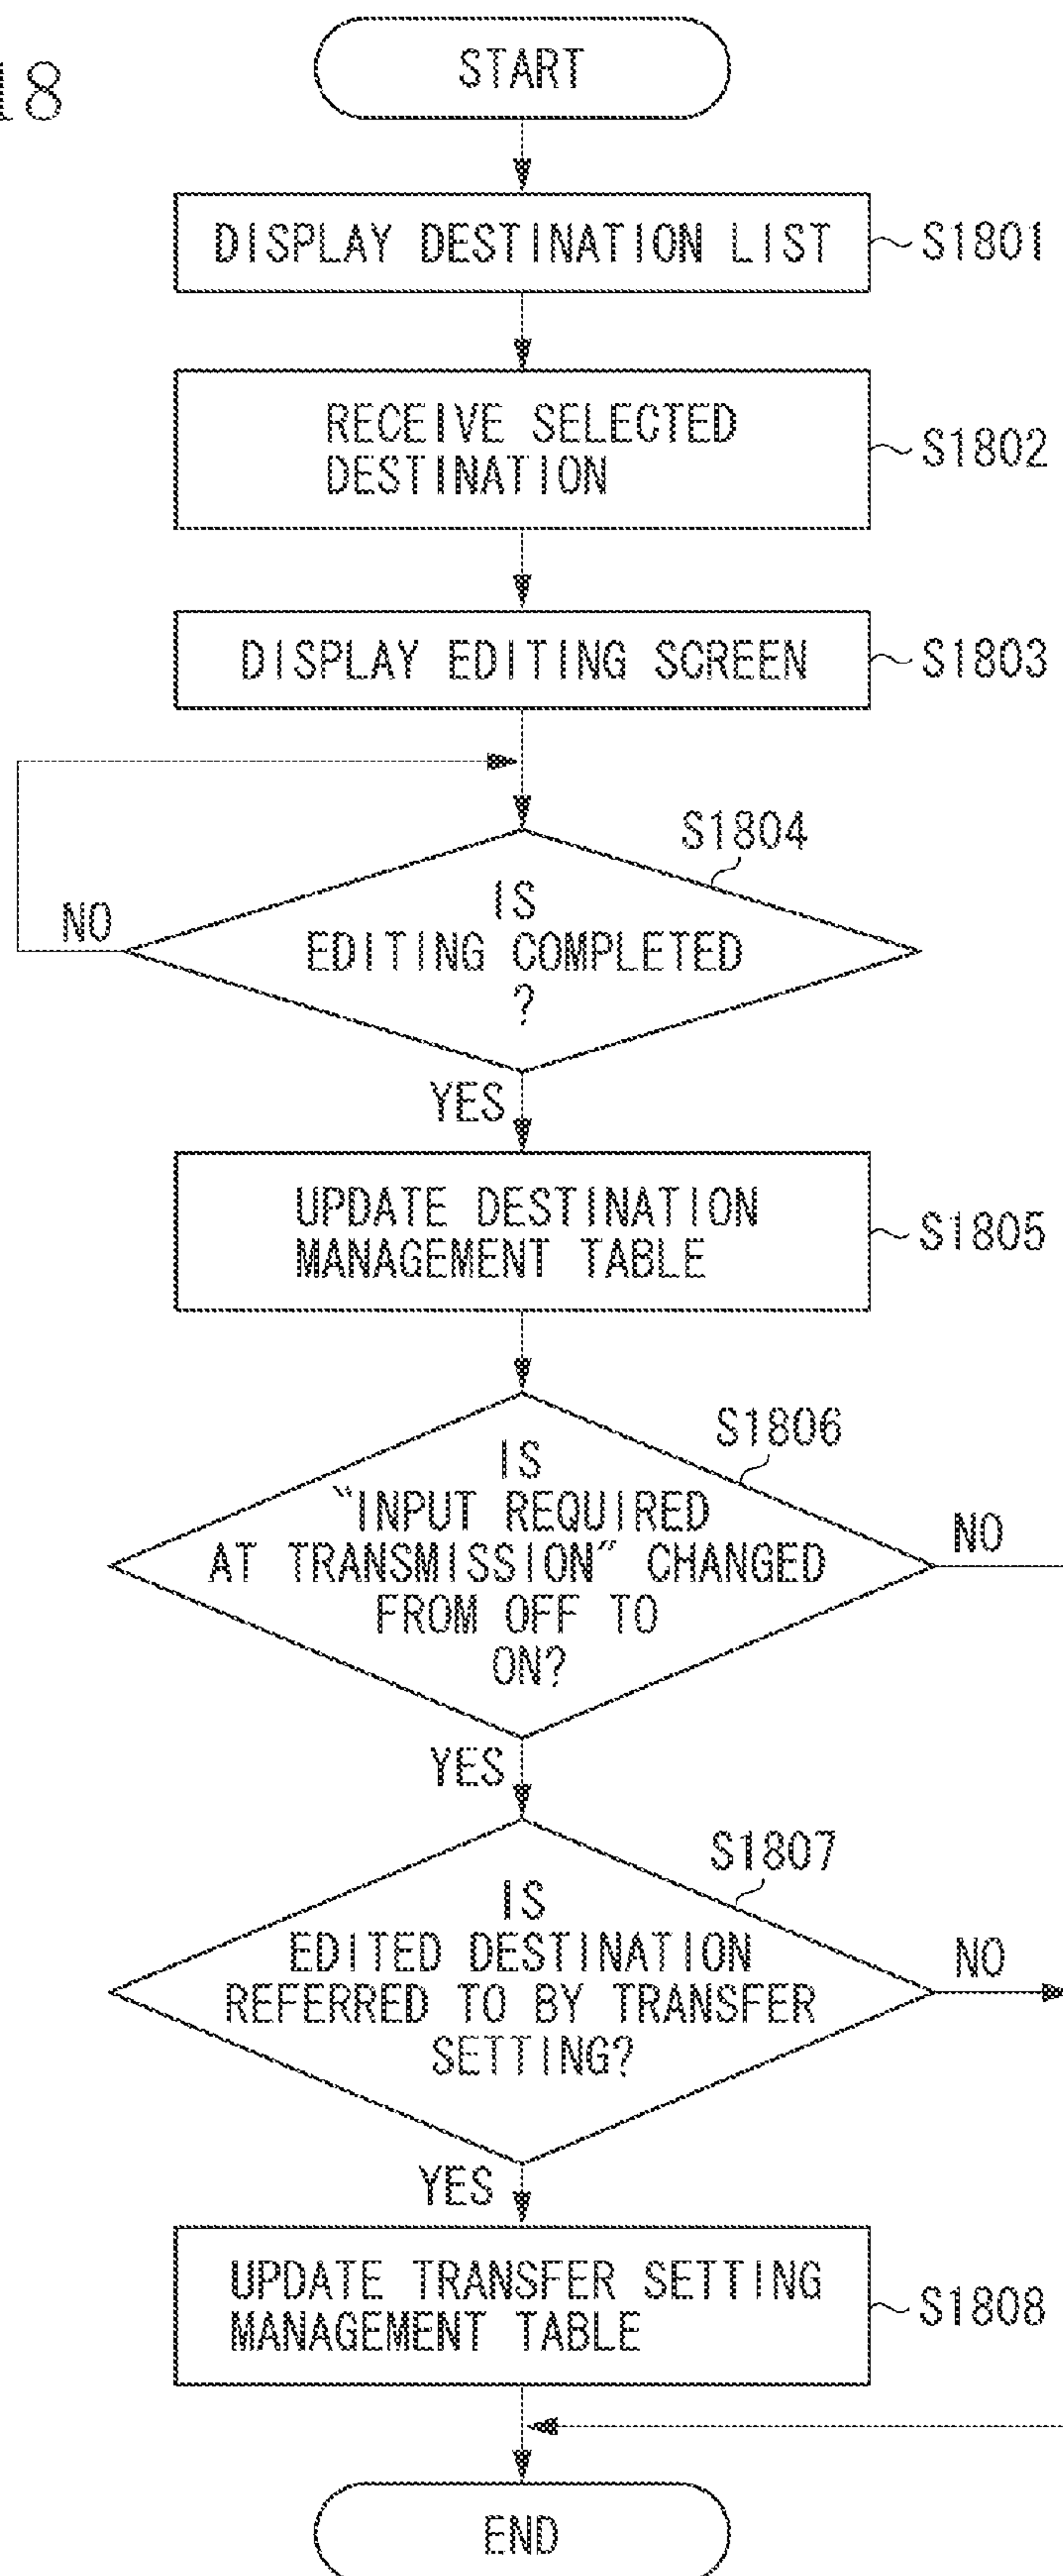 18
START
DISPLAY DESTINATION LIST
S1801
RECEIVE SELECTED
DESTINATION
S1802
DISPLAY EDITING SCREEN
S1803
S1804
IS
EDITING COMPLETED
?
NO
YES
UPDATE DESTINATION
MANAGEMENT TABLE
S1805
S1806
IS
"INPUT REQUIRED
AT TRANSMISSION" CHANGED
FROM OFF TO
ON?
NO
YES
S1807
IS
EDITED DESTINATION
REFERRED TO BY TRANSFER
SETTING?
NO
YES
UPDATE TRANSFER SETTING
MANAGEMENT TABLE
S1808
END